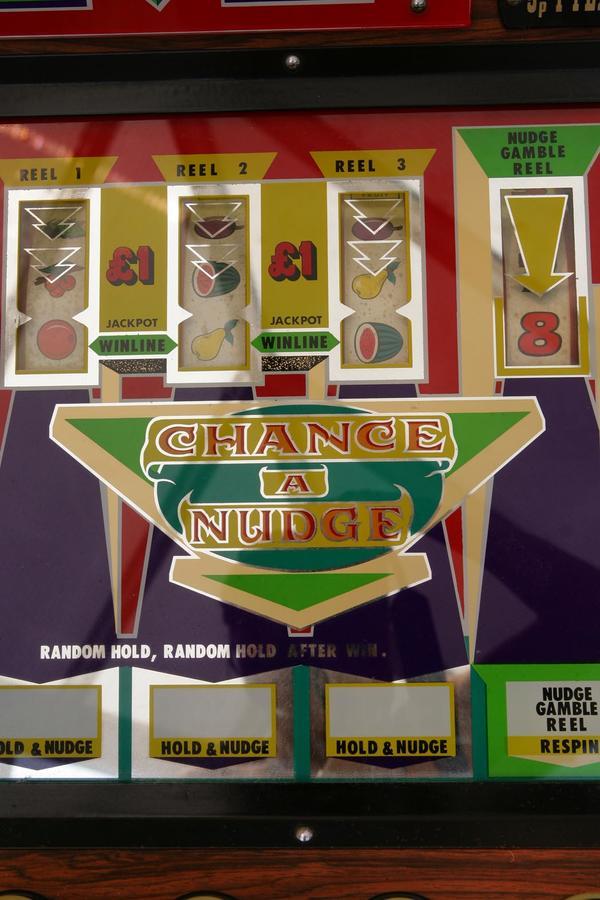 NUDGE
GAMBLE
REEL
REEL 1
REEL 2
REEL 3
£1
£1
JACKPOT
JACKPOT
WINLINE
WINLINE
8
CHANCE
A
NUDGE
RANDOM HOLD, RANDOM HOLD AFTER WIN.
OLD & NUDGE
HOLD & NUDGE
HOLD & NUDGE
NUDGE
GAMBLE
REEL
RESPIN